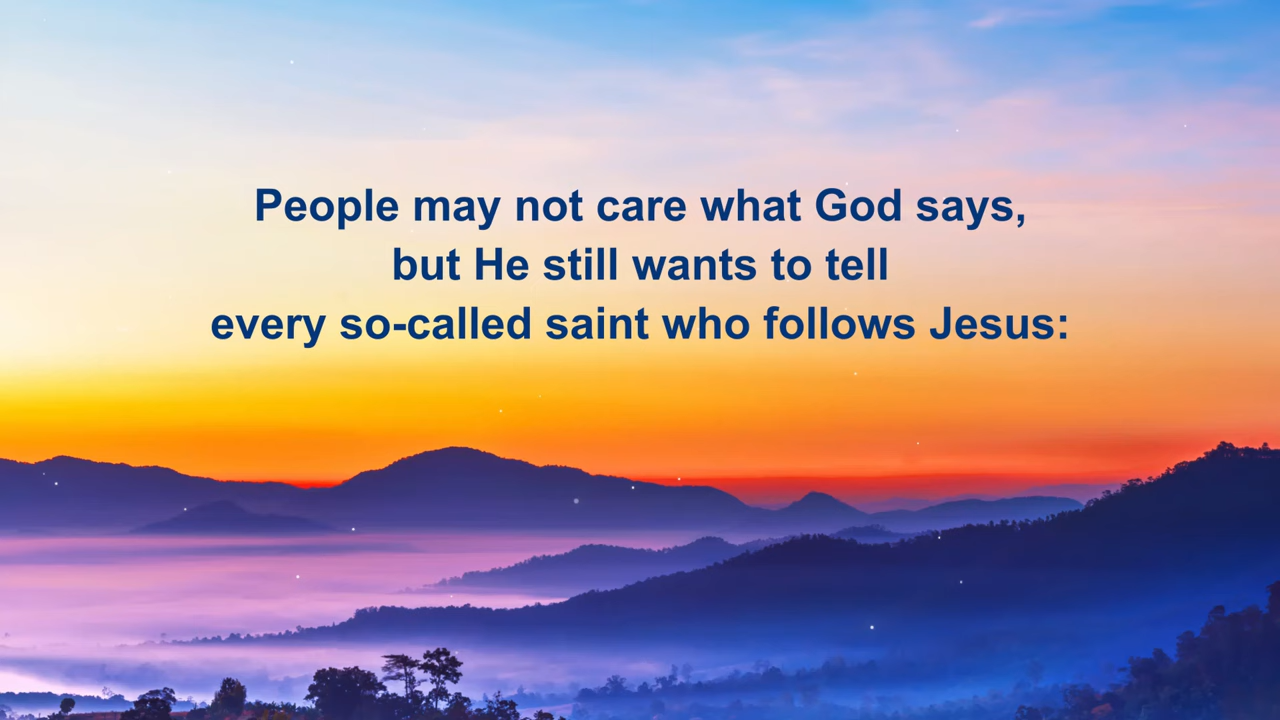 People may not care what God says,
but He still wants to tell
every so-called saint who follows Jesus: